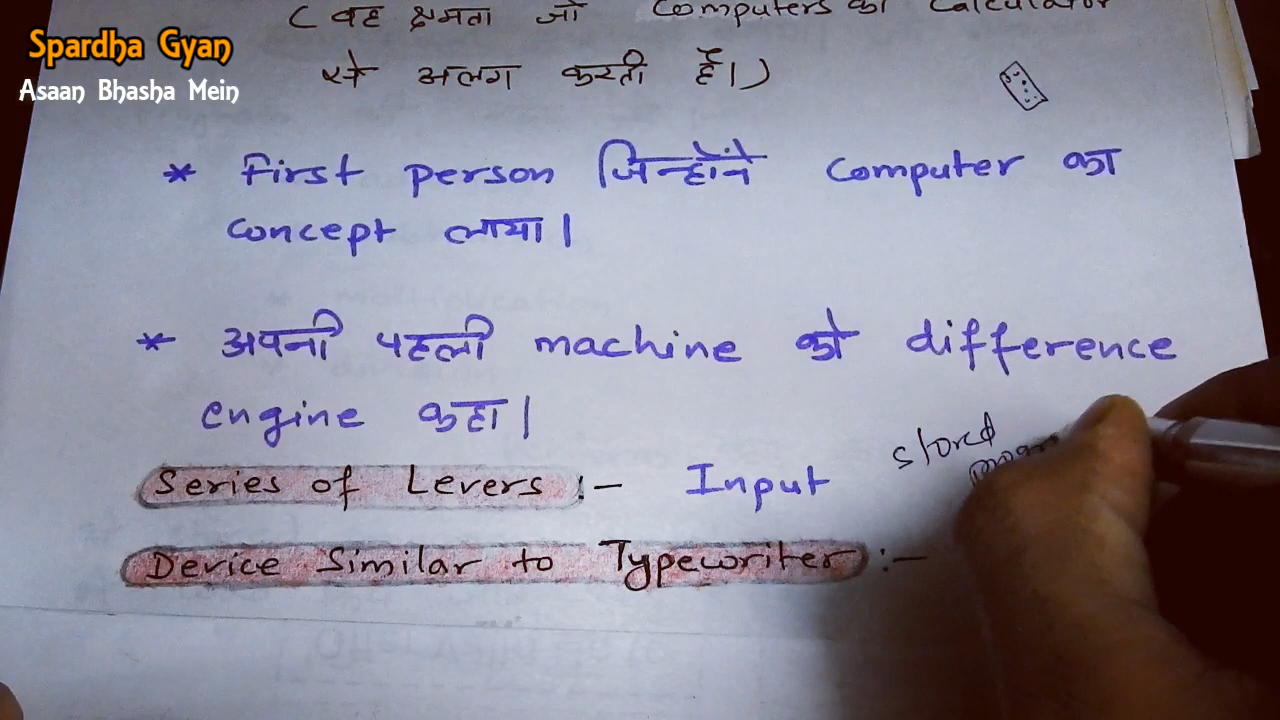 Spardha Gyan
Asaan Bhasha Mein
( वह क्षमता जो Computers को Calculator
से अलग करती है।)
* First person जिन्होंने Computer का
concept लाया।
* अपनी पहली machine को difference
engine कहा।
stored
Series of Levers :- Input
Device Similar to Typewriter :-